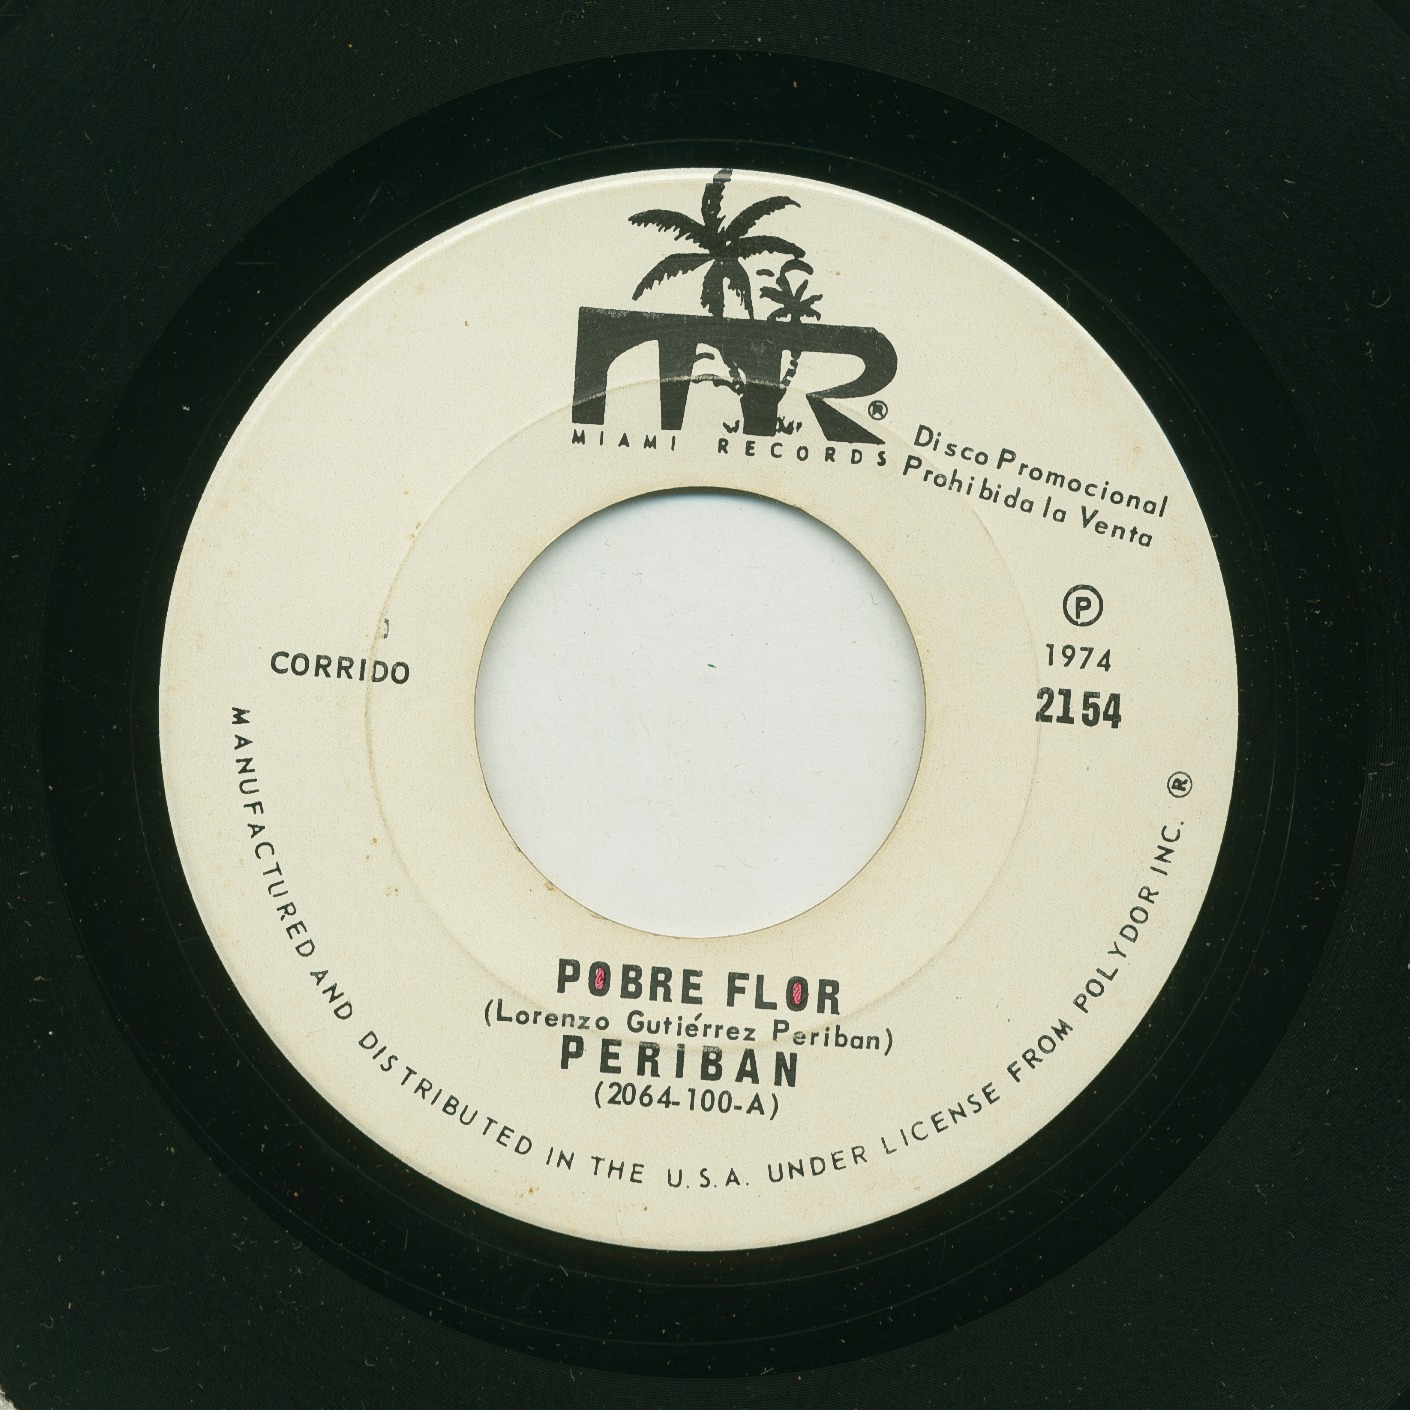 MR ®
MIAMI RECORDS
Disco Promocional
Prohibida la Venta
Ⓟ
1974
2154
CORRIDO
POBRE FLOR
(Lorenzo Gutiérrez Periban)
PERIBAN
(2064-100-A)
MANUFACTURED AND DISTRIBUTED IN THE U.S.A. UNDER LICENSE FROM POLYDOR INC. ®